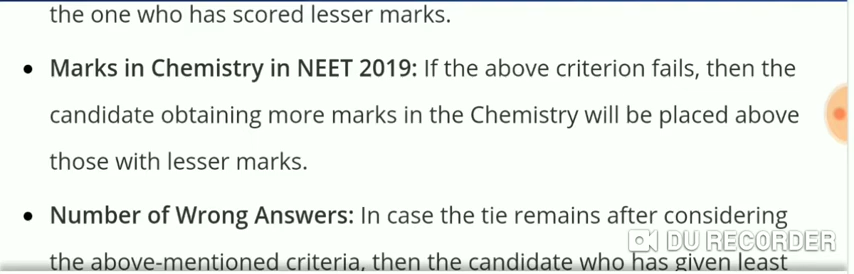 the one who has scored lesser marks.
• Marks in Chemistry in NEET 2019: If the above criterion fails, then the
candidate obtaining more marks in the Chemistry will be placed above
those with lesser marks.
• Number of Wrong Answers: In case the tie remains after considering
DU RECORDER
the above-mentioned criteria, then the candidate who has given least